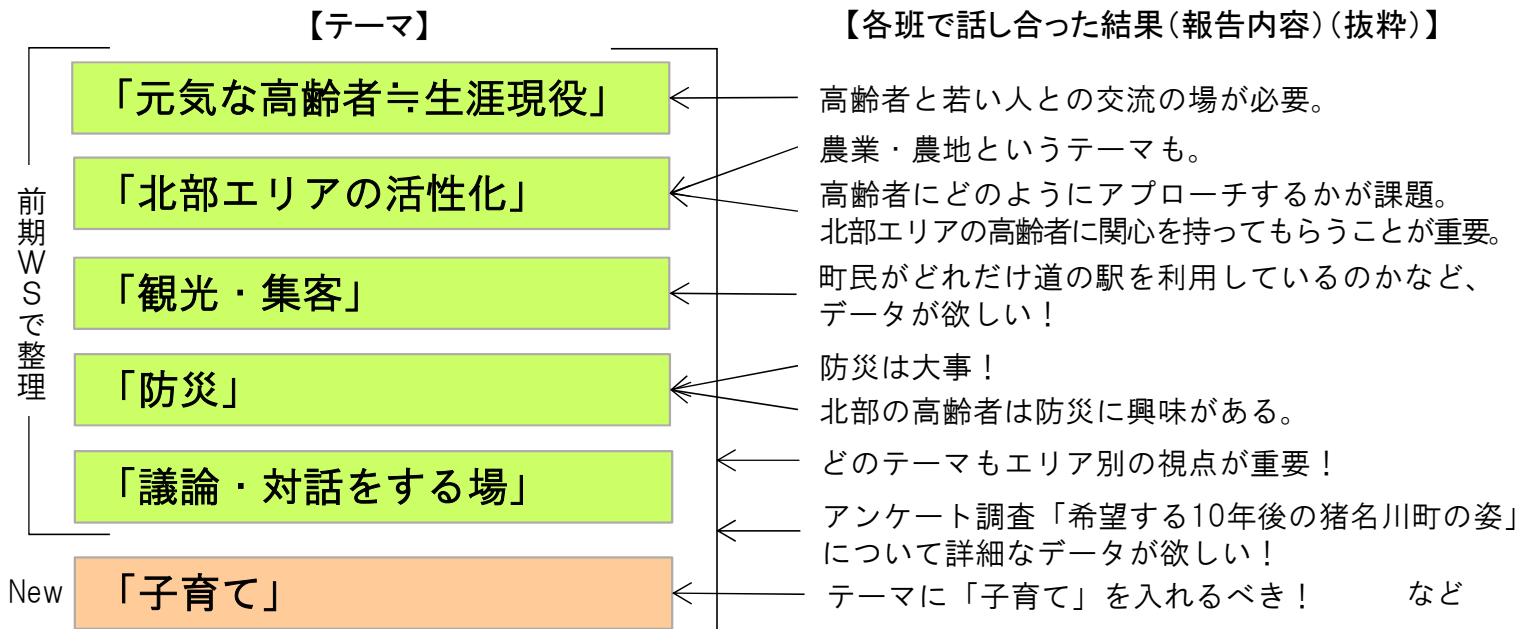 【テーマ】
【各班で話し合った結果(報告内容)(抜粋)】
前期WSで整理
「元気な高齢者≒生涯現役」
高齢者と若い人との交流の場が必要。
「北部エリアの活性化」
農業・農地というテーマも。
高齢者にどのようにアプローチするかが課題。
北部エリアの高齢者に関心を持ってもらうことが重要。
「観光・集客」
町民がどれだけ道の駅を利用しているのかなど、
データが欲しい!
「防災」
防災は大事!
北部の高齢者は防災に興味がある。
「議論・対話をする場」
どのテーマもエリア別の視点が重要!
アンケート調査「希望する10年後の猪名川町の姿」
について詳細なデータが欲しい!
New
「子育て」
テーマに「子育て」を入れるべき!
など